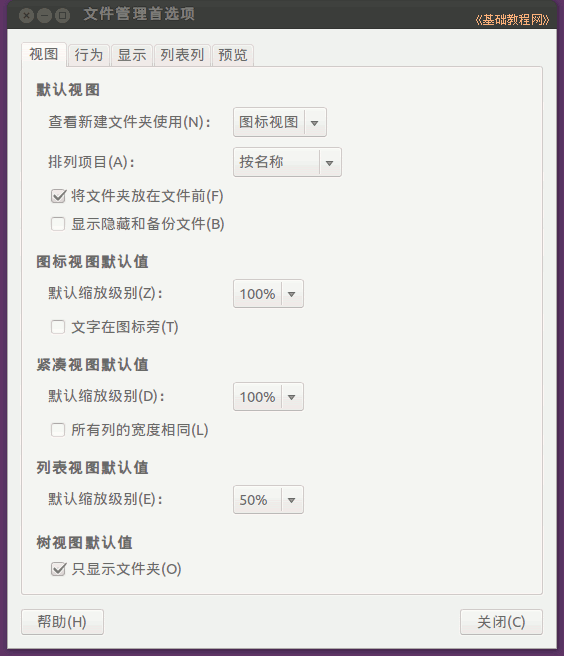 文件管理首选项
《基础教程网》
视图 行为 显示 列表列 预览
默认视图
查看新建文件夹使用(N)： 图标视图
排列项目(A)： 按名称
将文件夹放在文件前(F)
显示隐藏和备份文件(B)
图标视图默认值
默认缩放级别(Z)： 100%
文字在图标旁(T)
紧凑视图默认值
默认缩放级别(D)： 100%
所有列的宽度相同(L)
列表视图默认值
默认缩放级别(E)： 50%
树视图默认值
只显示文件夹(O)
帮助(H) 关闭(C)